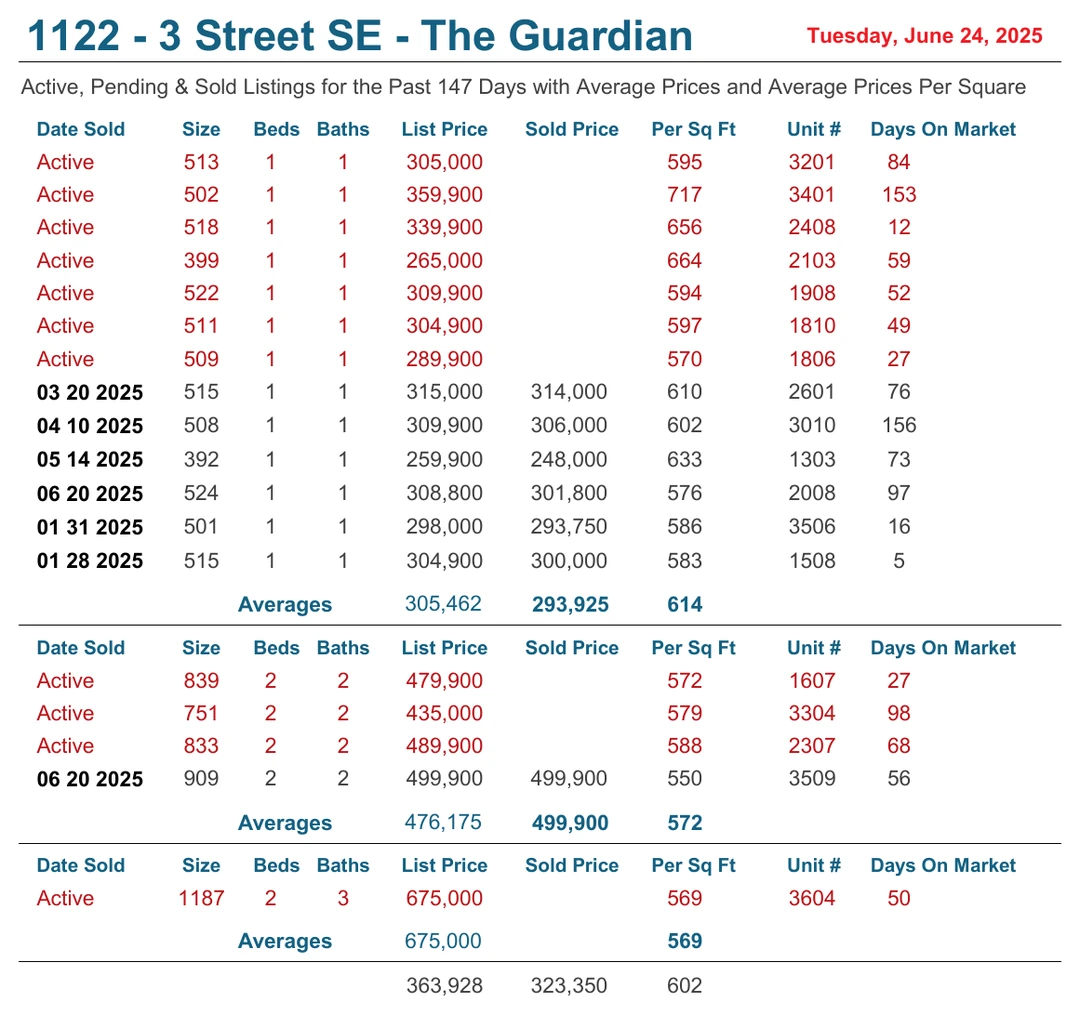 1122 - 3 Street SE - The Guardian Tuesday, June 24, 2025
Active, Pending & Sold Listings for the Past 147 Days with Average Prices and Average Prices Per Square
Date Sold Size Beds Baths List Price Sold Price Per Sq Ft Unit # Days On Market
Active 513 1 1 305,000 595 3201 84
Active 502 1 1 359,900 717 3401 153
Active 518 1 1 339,900 656 2408 12
Active 399 1 1 265,000 664 2103 59
Active 522 1 1 309,900 594 1908 52
Active 511 1 1 304,900 597 1810 49
Active 509 1 1 289,900 570 1806 27
03 20 2025 515 1 1 315,000 314,000 610 2601 76
04 10 2025 508 1 1 309,900 306,000 602 3010 156
05 14 2025 392 1 1 259,900 248,000 633 1303 73
06 20 2025 524 1 1 308,800 301,800 576 2008 97
01 31 2025 501 1 1 298,000 293,750 586 3506 16
01 28 2025 515 1 1 304,900 300,000 583 1508 5
Averages 305,462 293,925 614
Date Sold Size Beds Baths List Price Sold Price Per Sq Ft Unit # Days On Market
Active 839 2 2 479,900 572 1607 27
Active 751 2 2 435,000 579 3304 98
Active 833 2 2 489,900 588 2307 68
06 20 2025 909 2 2 499,900 499,900 550 3509 56
Averages 476,175 499,900 572
Date Sold Size Beds Baths List Price Sold Price Per Sq Ft Unit # Days On Market
Active 1187 2 3 675,000 569 3604 50
Averages 675,000 569
363,928 323,350 602